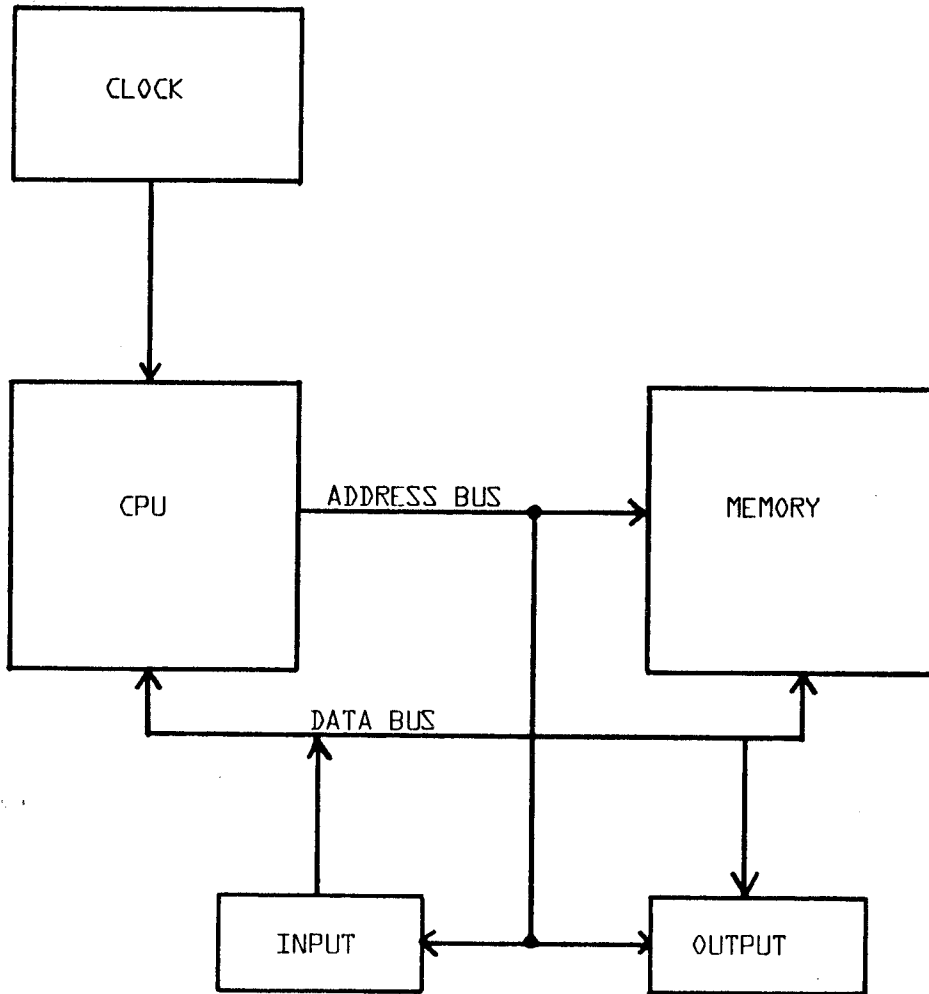 CLOCK
CPU
ADDRESS BUS
MEMORY
DATA BUS
INPUT
OUTPUT